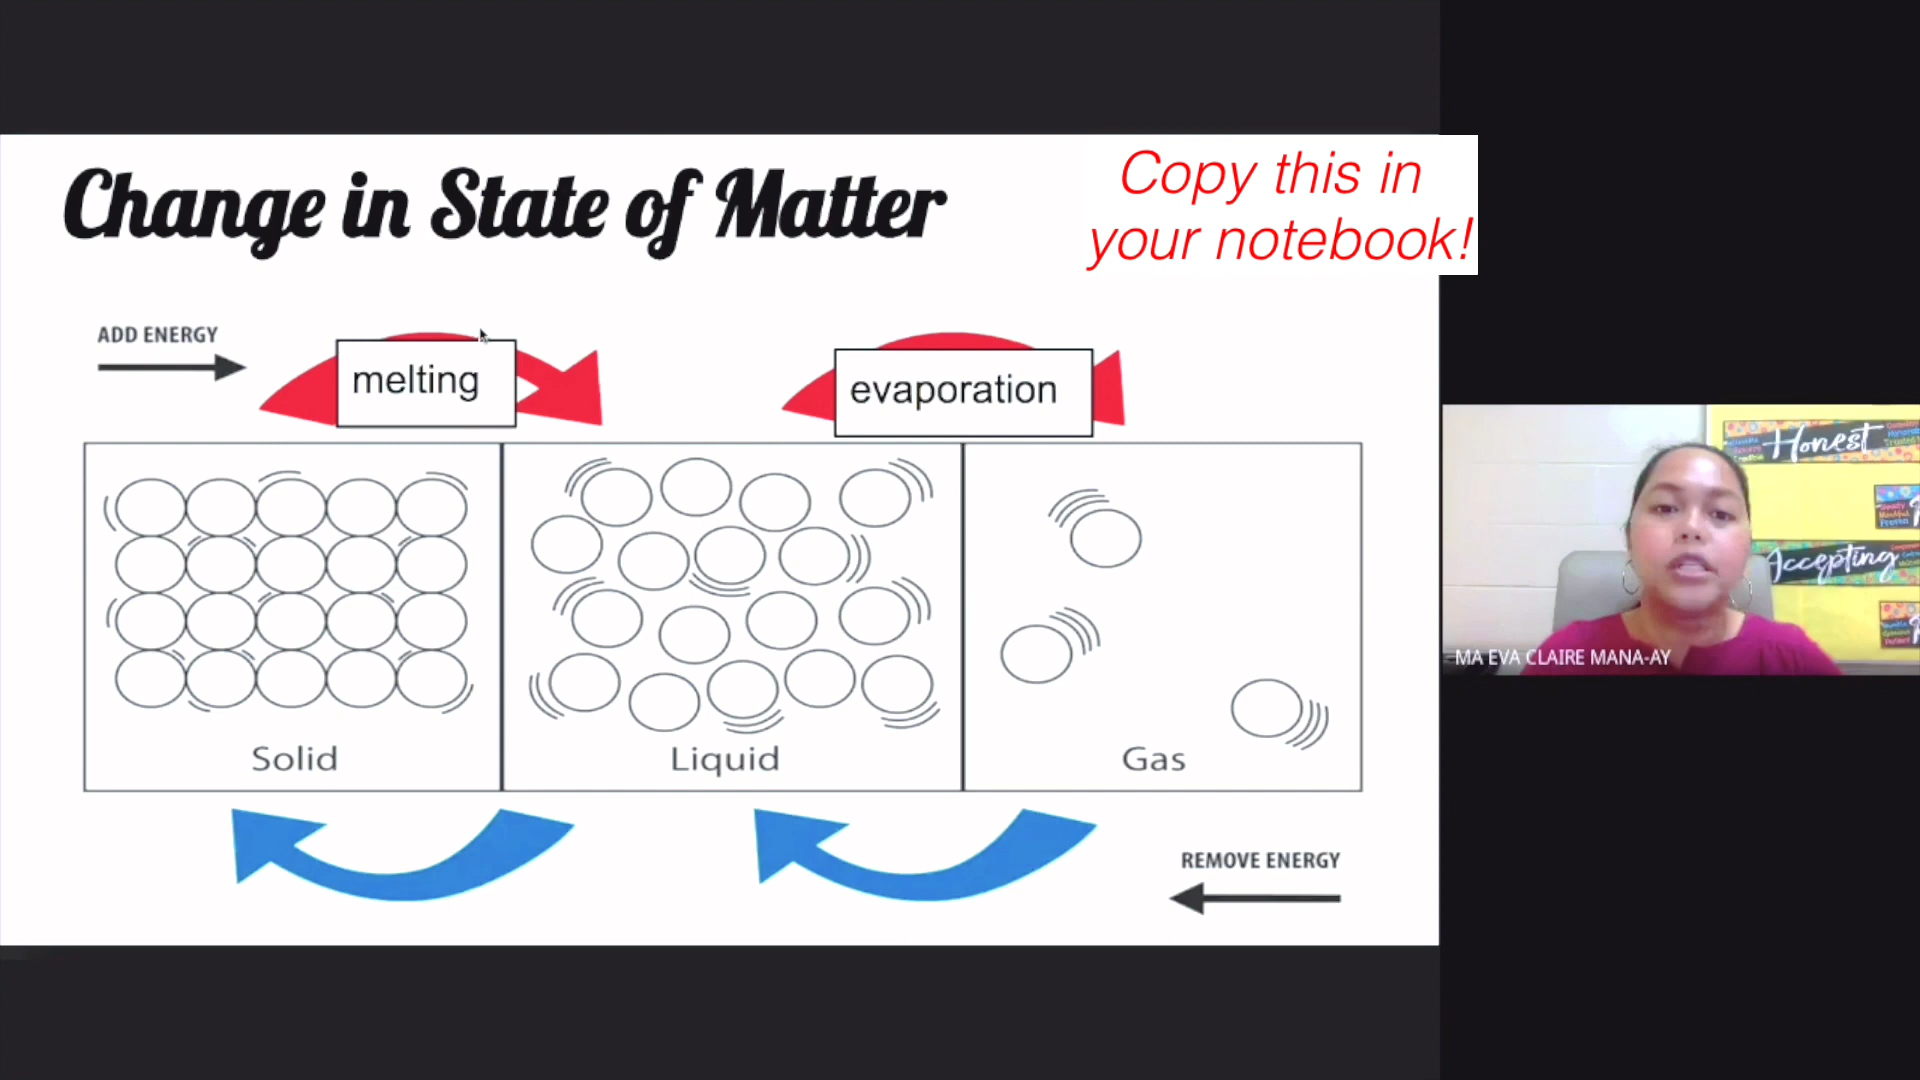 Change in State of Matter
Copy this in
your notebook!
ADD ENERGY
melting
evaporation
Solid
Liquid
Gas
REMOVE ENERGY
Honest
Accepting
MA EVA CLAIRE MANA-AY